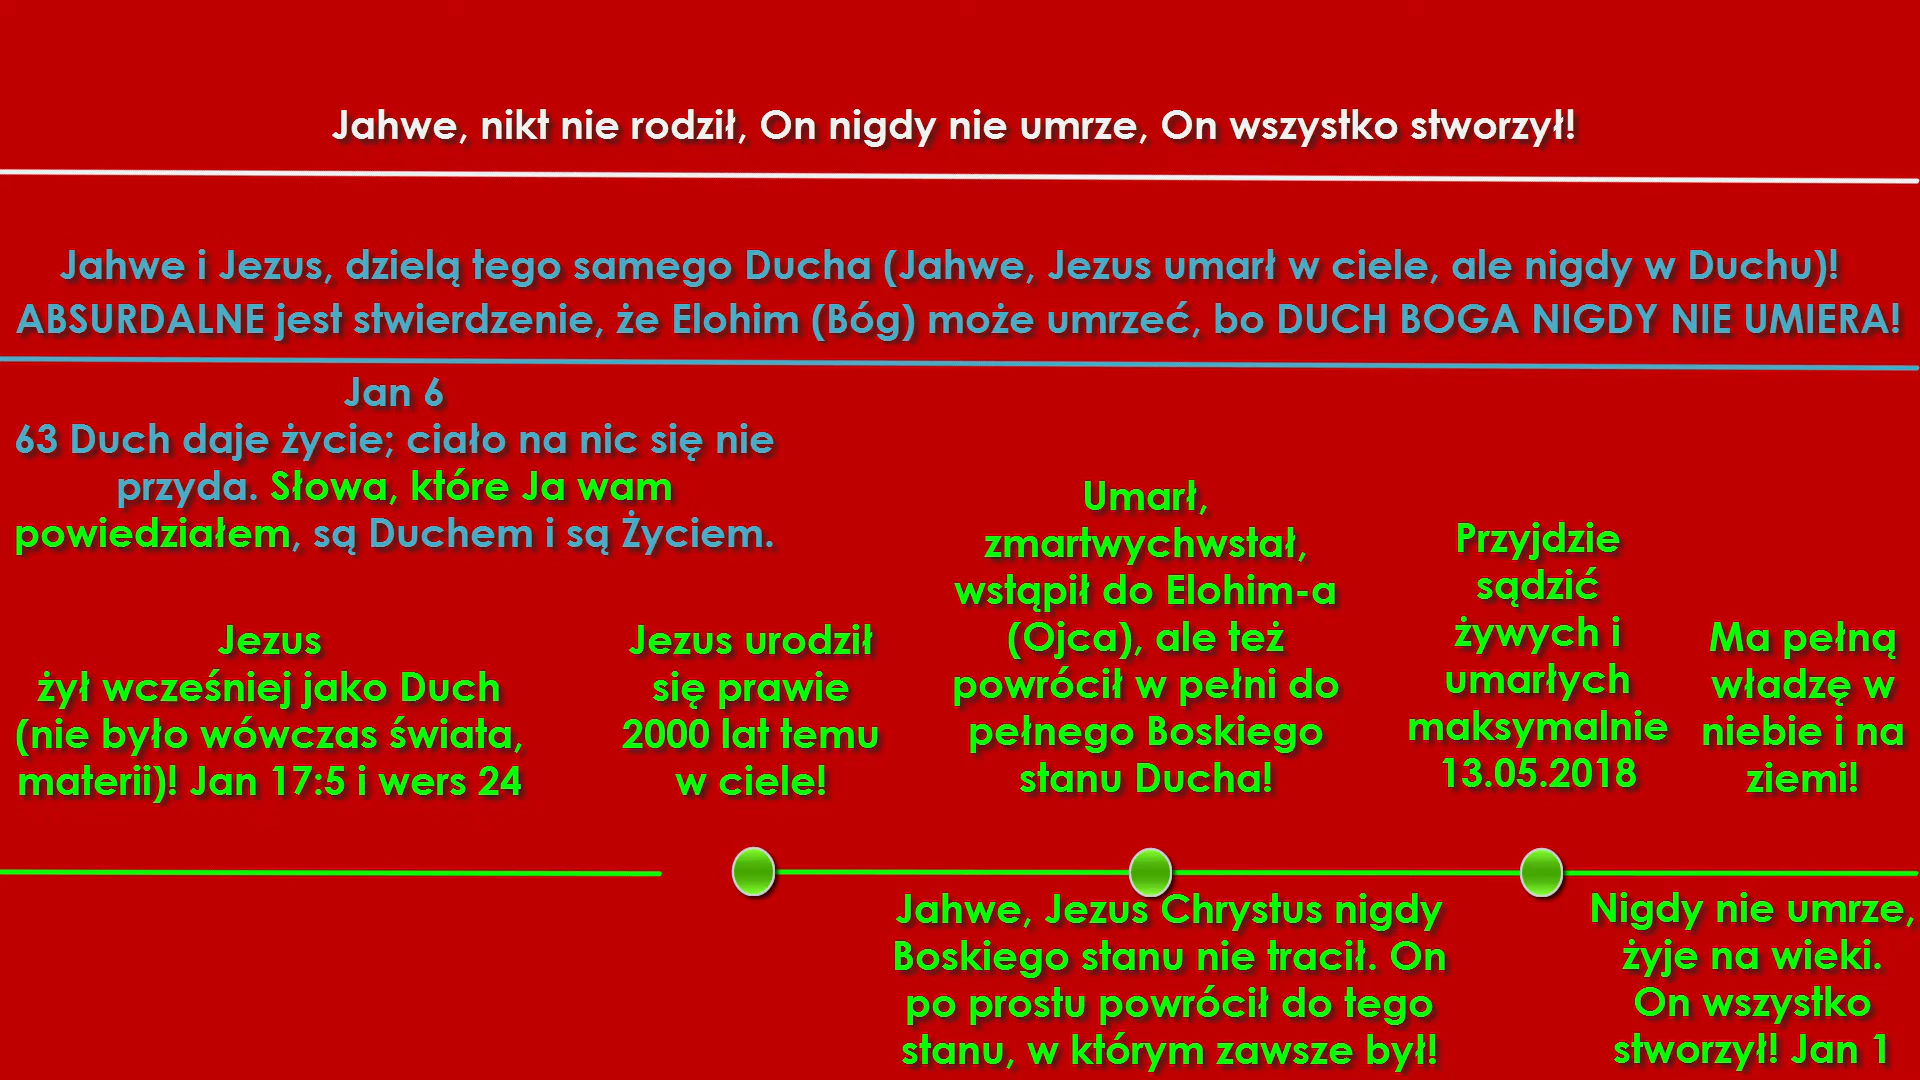 Jahwe, nikt nie rodził, On nigdy nie umrze, On wszystko stworzył!
Jahwe i Jezus, dzielą tego samego Ducha (Jahwe, Jezus umarł w ciele, ale nigdy w Duchu)!
ABSURDALNE jest stwierdzenie, że Elohim (Bóg) może umrzeć, bo DUCH BOGA NIGDY NIE UMIERA!
Jan 6
63 Duch daje życie; ciało na nic się nie
przyda. Słowa, które Ja wam
powiedziałem, są Duchem i są Życiem.
Jezus
żył wcześniej jako Duch
(nie było wówczas świata,
materii)! Jan 17:5 i wers 24
Jezus urodził
się prawie
2000 lat temu
w ciele!
Umarł,
zmartwychwstał,
wstąpił do Elohim-a
(Ojca), ale też
powrócił w pełni do
pełnego Boskiego
stanu Ducha!
Przyjdzie
sądzić
żywych i
umarłych
maksymalnie
13.05.2018
Ma pełną
władzę w
niebie i na
ziemi!
Jahwe, Jezus Chrystus nigdy
Boskiego stanu nie tracił. On
po prostu powrócił do tego
stanu, w którym zawsze był!
Nigdy nie umrze,
żyje na wieki.
On wszystko
stworzył! Jan 1